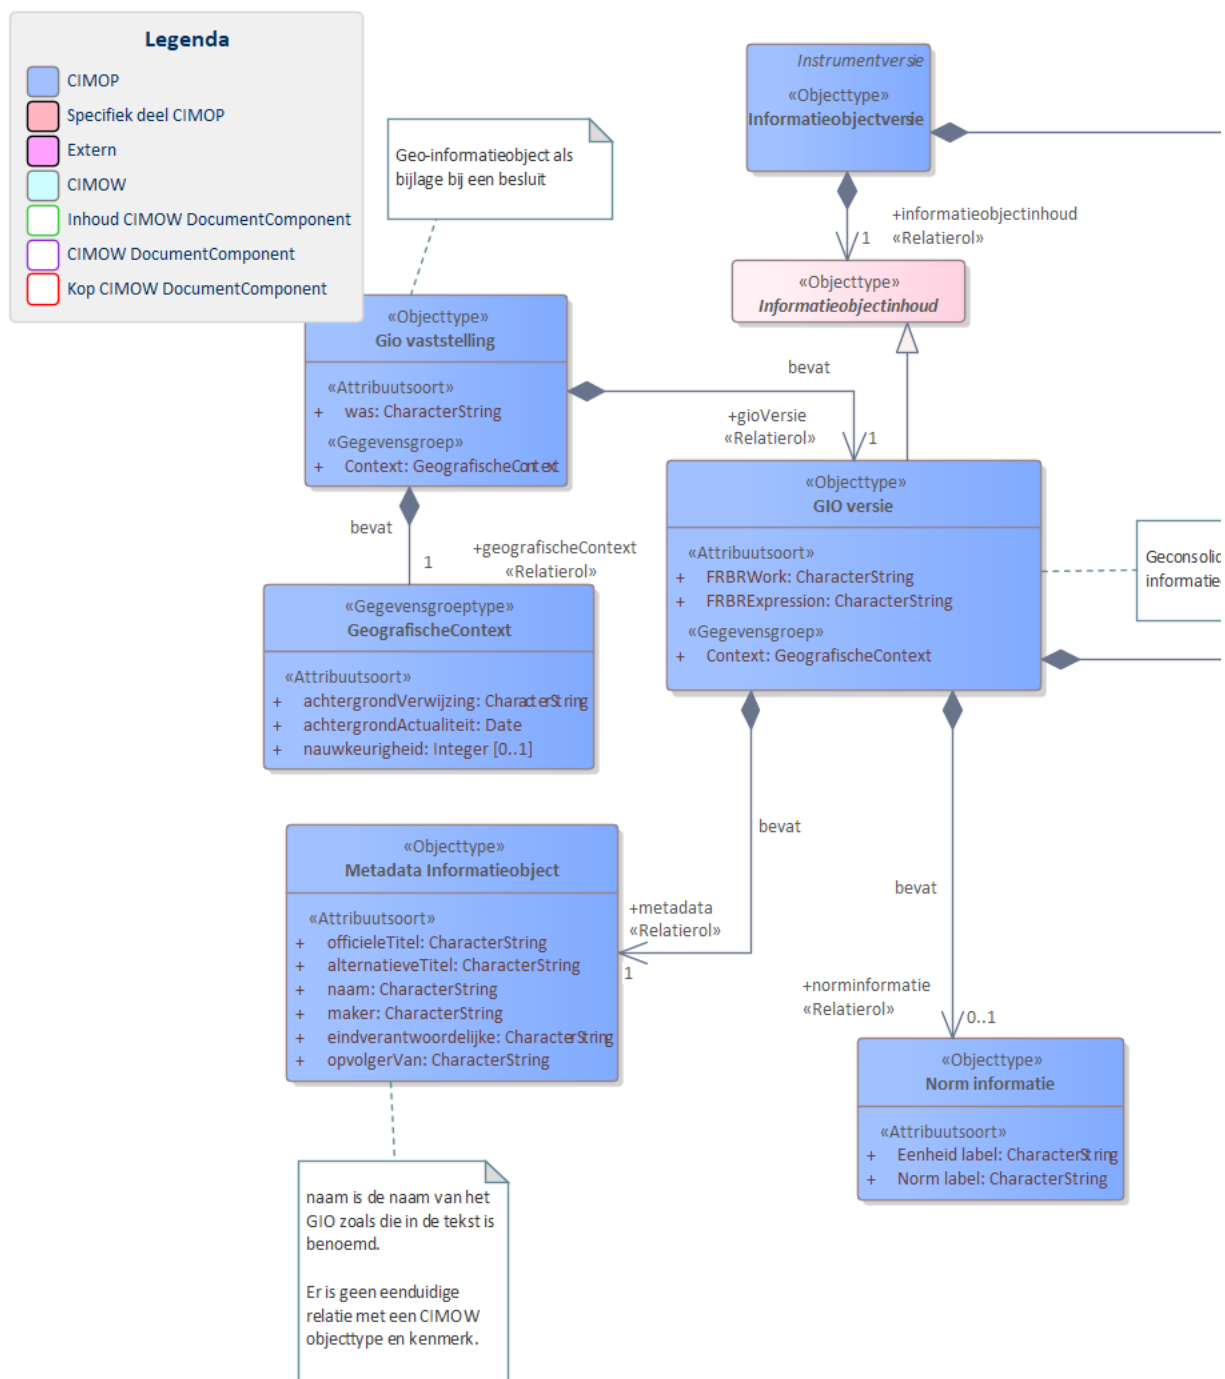 Legenda
CIMOP
Specifiek deel CIMOP
Extern
CIMOW
Inhoud CIMOW DocumentComponent
CIMOW DocumentComponent
Kop CIMOW DocumentComponent
Geo-informatieobject als
bijlage bij een besluit
Instrumentversie
«Objecttype»
Informatieobjectversie
+informatieobjectinhoud
«Relatierol»
1
«Objecttype»
Informatieobjectinhoud
«Objecttype»
Gio vaststelling
«Attribuutsoort»
+ was: CharacterString
«Gegevensgroep»
+ Context: GeografischeContext
bevat
+gioVersie
«Relatierol»
1
bevat
+geografischeContext
«Relatierol»
1
«Gegevensgroeptype»
GeografischeContext
«Attribuutsoort»
+ achtergrondVerwijzing: CharacterString
+ achtergrondActualiteit: Date
+ nauwkeurigheid: Integer [0..1]
«Objecttype»
GIO versie
«Attribuutsoort»
+ FRBRWork: CharacterString
+ FRBRExpression: CharacterString
«Gegevensgroep»
+ Context: GeografischeContext
Geconsolid
informatie
bevat
+metadata
«Relatierol»
1
«Objecttype»
Metadata Informatieobject
«Attribuutsoort»
+ officieleTitel: CharacterString
+ alternatieveTitel: CharacterString
+ naam: CharacterString
+ maker: CharacterString
+ eindverantwoordelijke: CharacterString
+ opvolgerVan: CharacterString
bevat
+norminformatie
«Relatierol»
0..1
«Objecttype»
Norm informatie
«Attribuutsoort»
+ Eenheid label: CharacterString
+ Norm label: CharacterString
naam is de naam van het
GIO zoals die in de tekst is
benoemd.
Er is geen eenduidige
relatie met een CIMOW
objecttype en kenmerk.